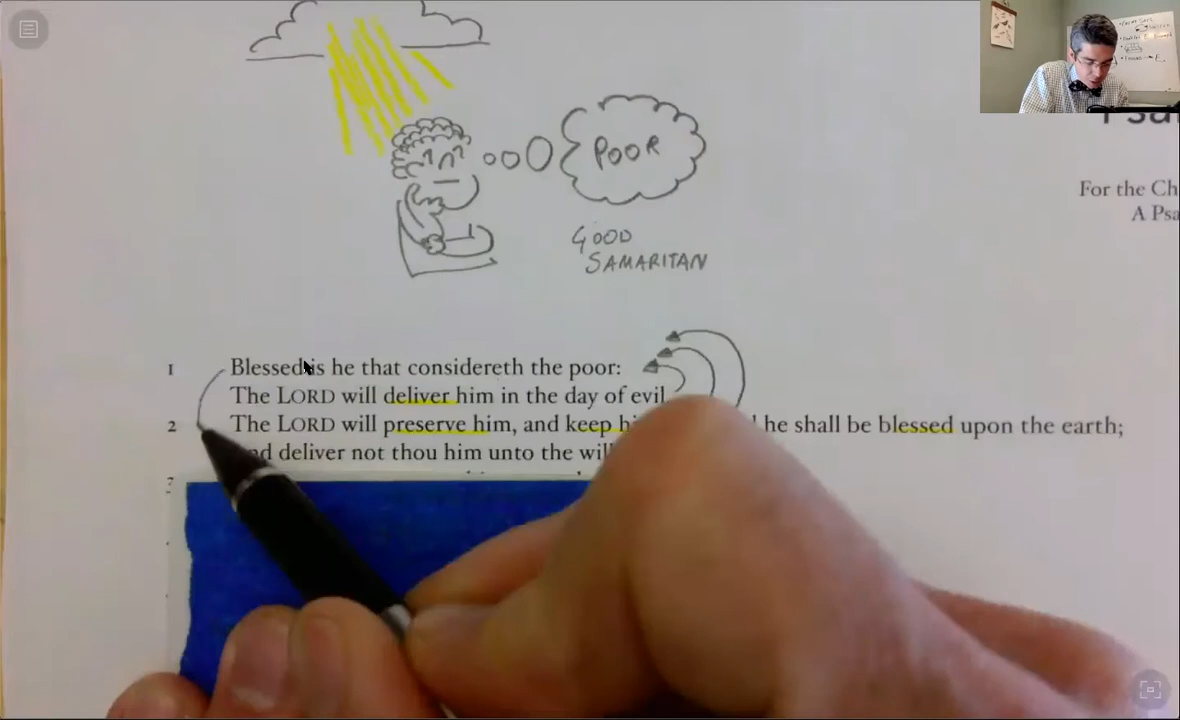 POOR
GOOD
SAMARITAN
For the Ch
A Psa
1 Blessed is he that considereth the poor:
The LORD will deliver him in the day of evil
2 The LORD will preserve him, and keep he shall be blessed upon the earth;
deliver not thou him unto the